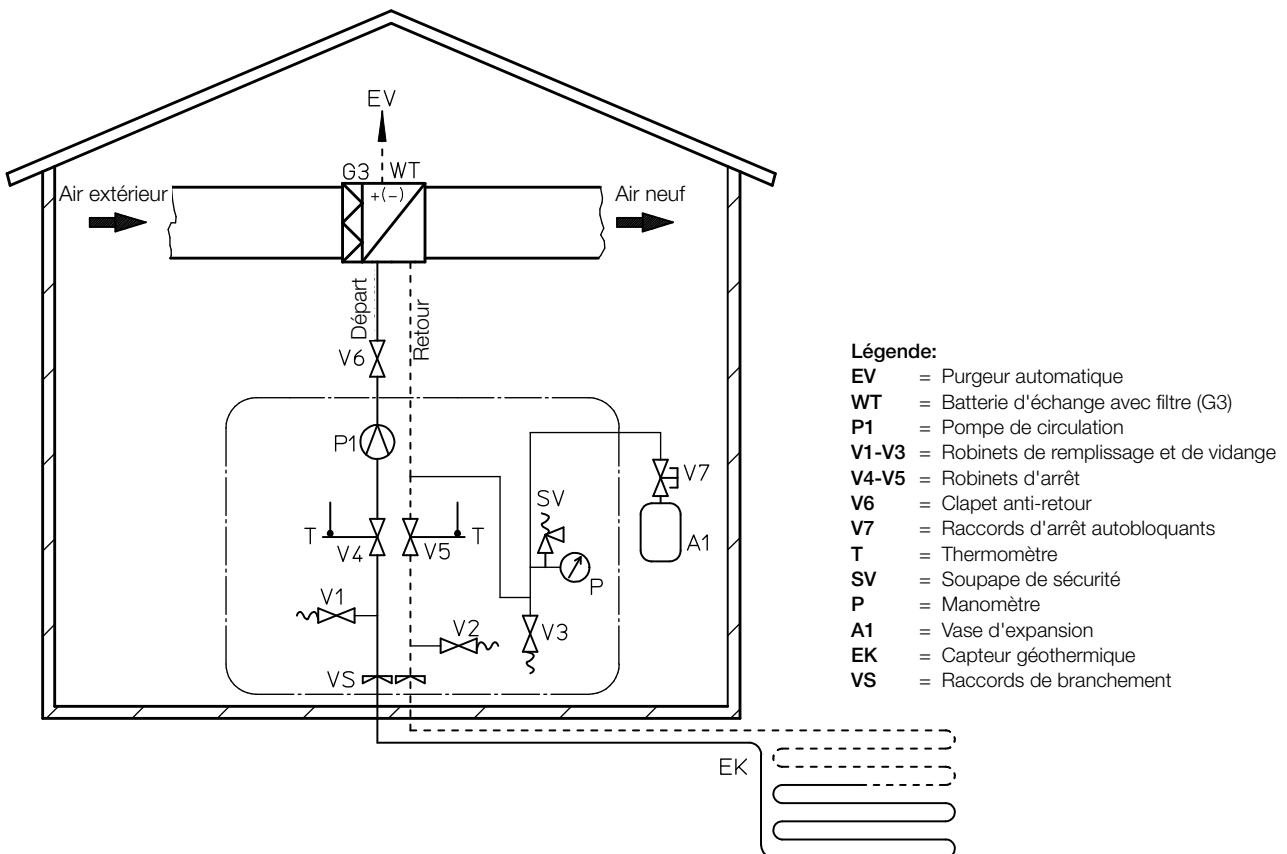 EV
G3 WT
Air extérieur
+(-)
Air neuf
Départ
Retour
V6
P1
V7
SV
T
V4
V5
T
A1
P
V1
V2
V3
VS
EK
Légende:
EV = Purgeur automatique
WT = Batterie d'échange avec filtre (G3)
P1 = Pompe de circulation
V1-V3 = Robinets de remplissage et de vidange
V4-V5 = Robinets d'arrêt
V6 = Clapet anti-retour
V7 = Raccords d'arrêt autobloquants
T = Thermomètre
SV = Soupape de sécurité
P = Manomètre
A1 = Vase d'expansion
EK = Capteur géothermique
VS = Raccords de branchement